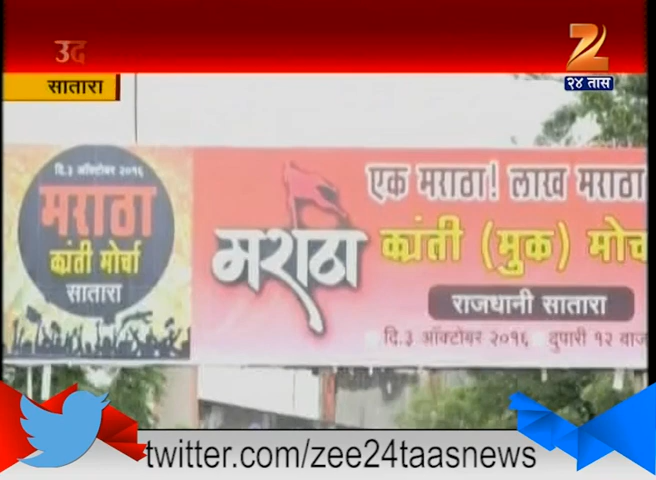 उद
सातारा
२४ तास
दि.३ ऑक्टोबर २०१६
मराठा
क्रांती मोर्चा
सातारा
एक मराठा! लाख मराठा
मराठा
क्रांती (मुक) मोर्च
राजधानी सातारा
दि.३ ऑक्टोबर २०१६ दुपारी १२ वाज
twitter.com/zee24taasnews